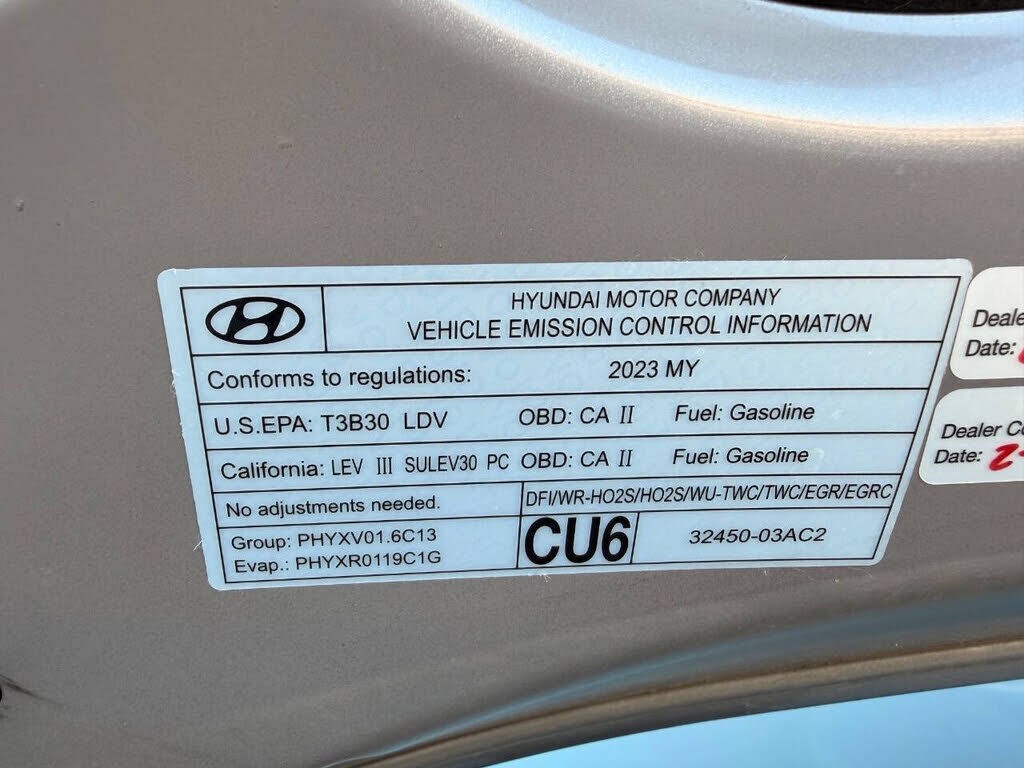 HYUNDAI MOTOR COMPANY
VEHICLE EMISSION CONTROL INFORMATION
Conforms to regulations: 2023 MY
U.S.EPA: T3B30 LDV OBD: CA II Fuel: Gasoline
California: LEV III SULEV30 PC OBD: CA II Fuel: Gasoline
No adjustments needed. DFI/WR-HO2S/HO2S/WU-TWC/TWC/EGR/EGRC
Group: PHYXV01.6C13
Evap.: PHYXR0119C1G
CU6
32450-03AC2
Date:
Dealer
Date: 2